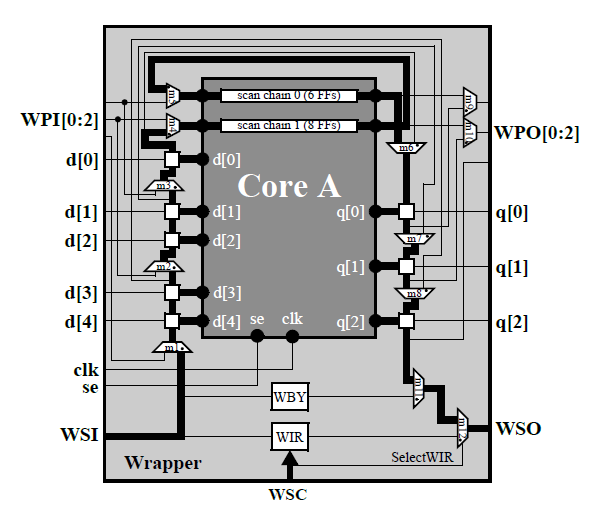 scan chain 0 (6 FFs)
m5
m9
WPI[0:2]
scan chain 1 (8 FFs)
m4
m10
WPO[0:2]
m6
d[0]
d[0]
Core A
m3
d[1]
d[1]
q[0]
q[0]
d[2]
d[2]
m7
m2
q[1]
q[1]
d[3]
d[3]
m8
d[4]
d[4]
se
clk
q[2]
q[2]
m1
clk
se
m11
WBY
WSI
WIR
m12
WSO
Wrapper
SelectWIR
WSC